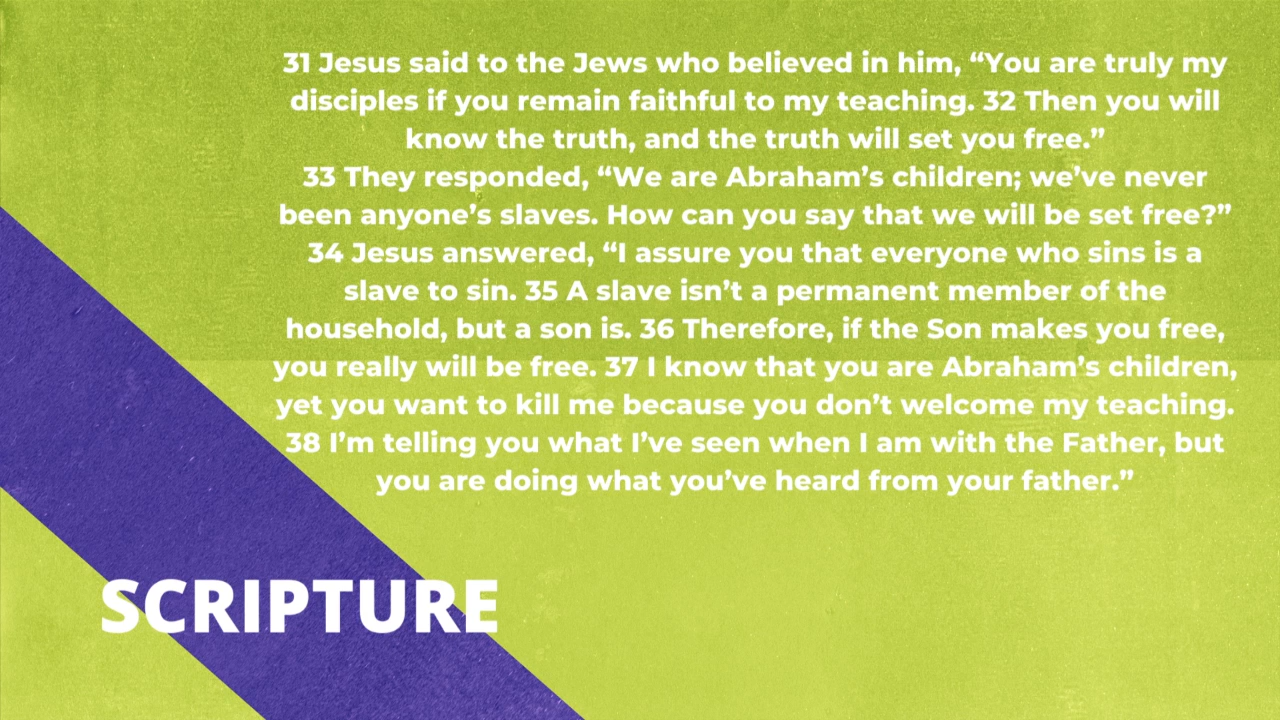 31 Jesus said to the Jews who believed in him, “You are truly my
disciples if you remain faithful to my teaching. 32 Then you will
know the truth, and the truth will set you free.”
33 They responded, “We are Abraham’s children; we’ve never
been anyone’s slaves. How can you say that we will be set free?”
34 Jesus answered, “I assure you that everyone who sins is a
slave to sin. 35 A slave isn’t a permanent member of the
household, but a son is. 36 Therefore, if the Son makes you free,
you really will be free. 37 I know that you are Abraham’s children,
yet you want to kill me because you don’t welcome my teaching.
38 I’m telling you what I’ve seen when I am with the Father, but
you are doing what you’ve heard from your father.”
SCRIPTURE